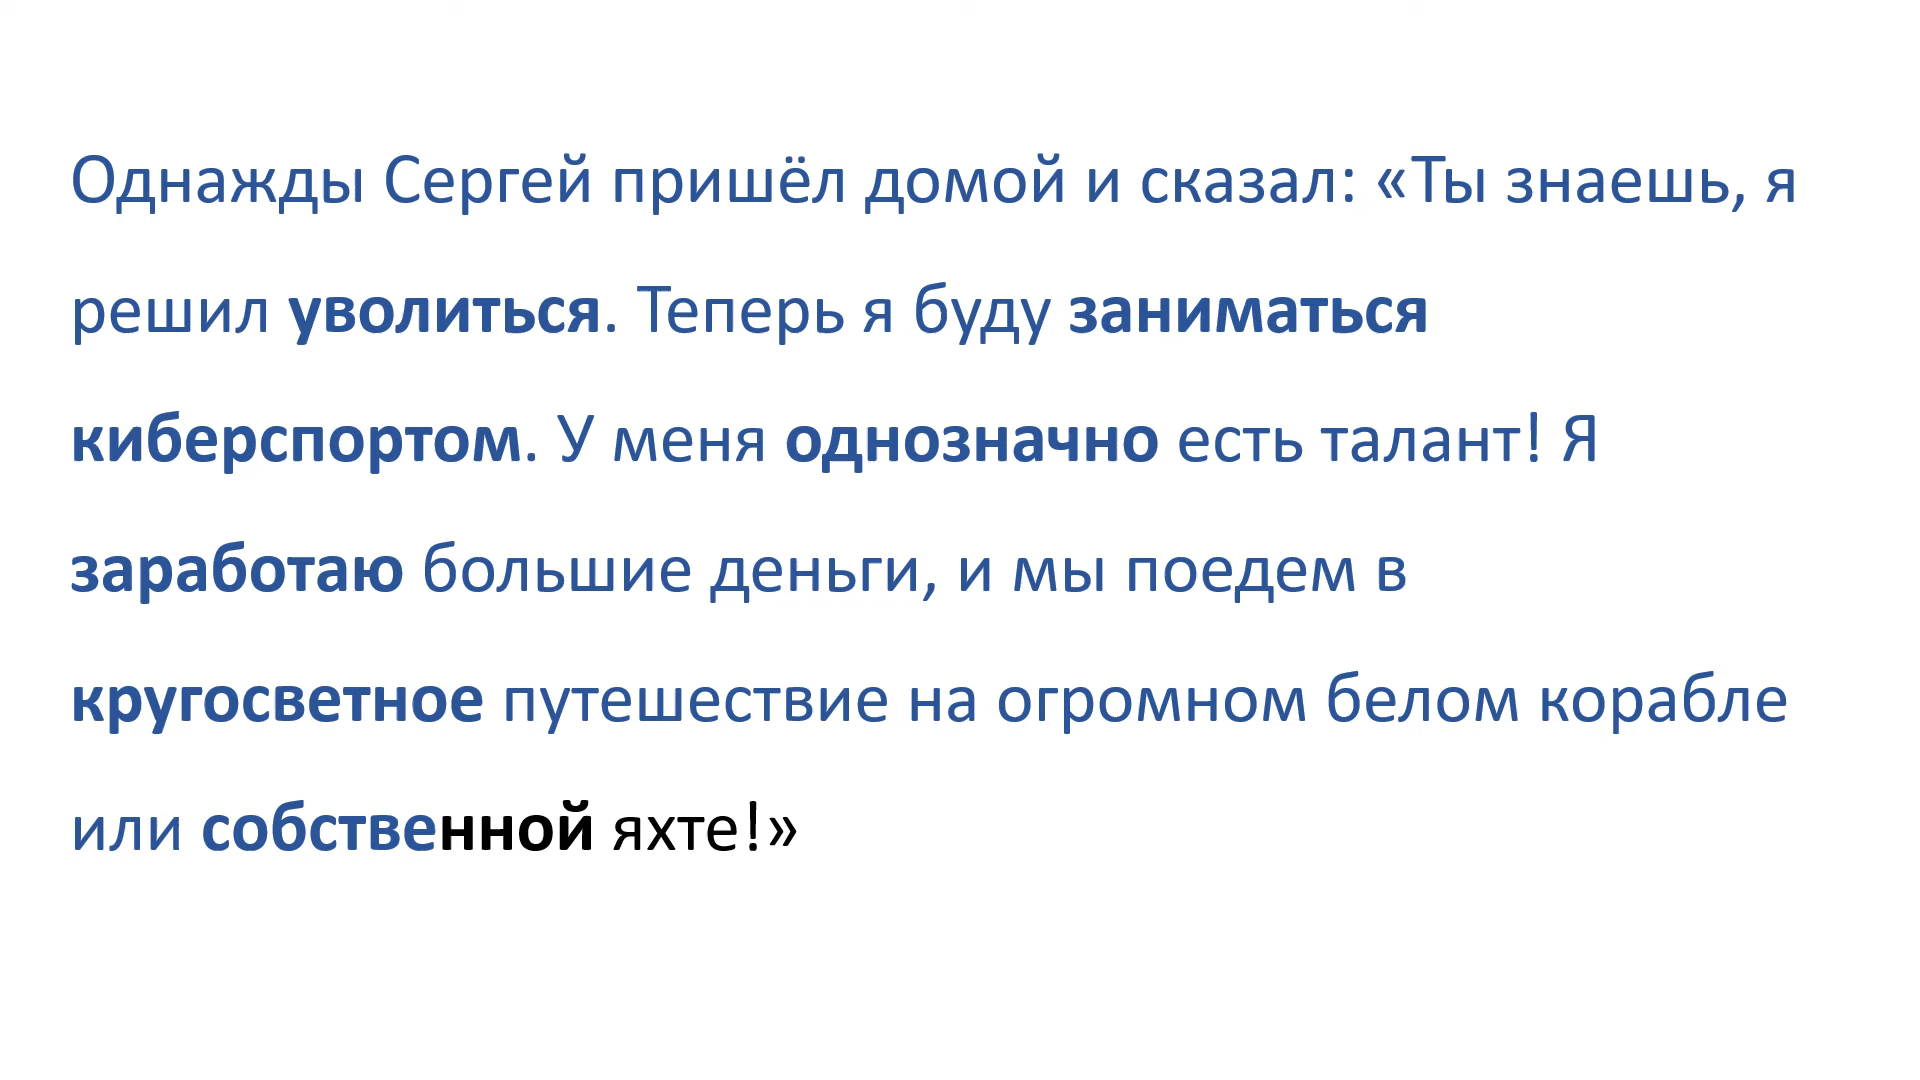 Однажды Сергей пришёл домой и сказал: «Ты знаешь, я
решил уволиться. Теперь я буду заниматься
киберспортом. У меня однозначно есть талант! Я
заработаю большие деньги, и мы поедем в
кругосветное путешествие на огромном белом корабле
или собственной яхте!»